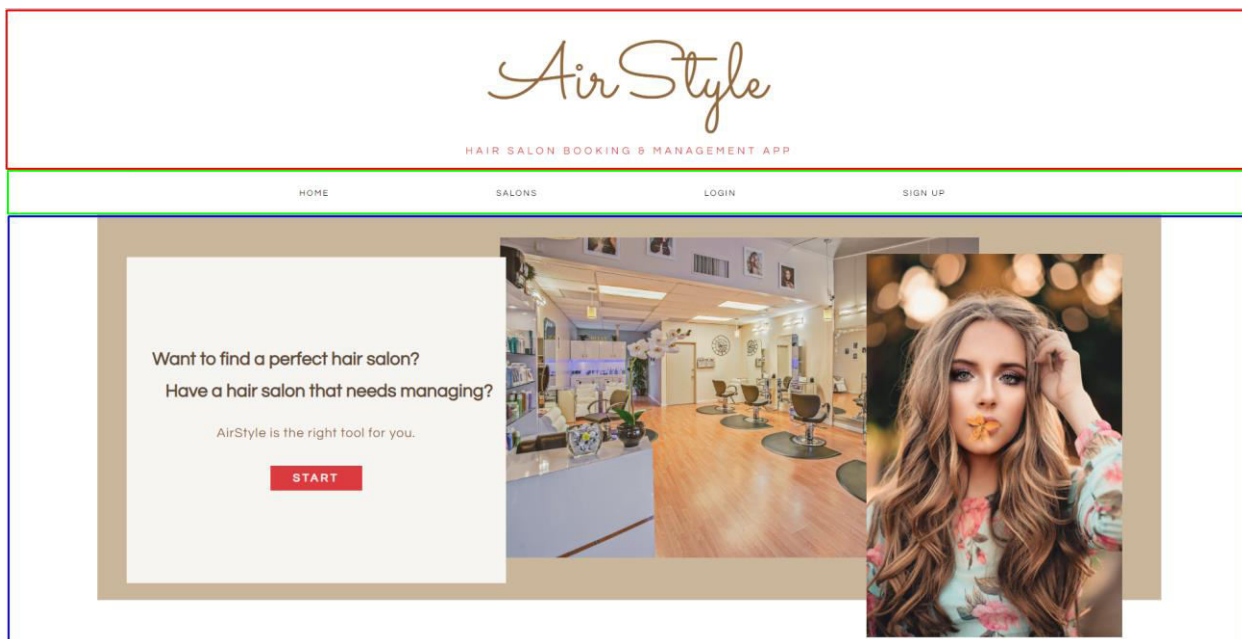 AirStyle
HAIR SALON BOOKING & MANAGEMENT APP
HOME SALONS LOGIN SIGN UP
Want to find a perfect hair salon?
Have a hair salon that needs managing?
AirStyle is the right tool for you.
START